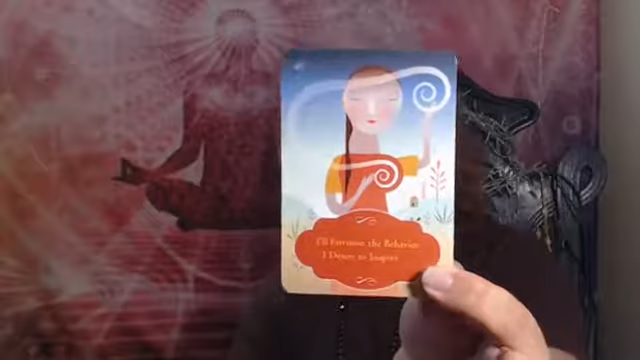 I'll Envision the Behavior
I Desire to Inspire